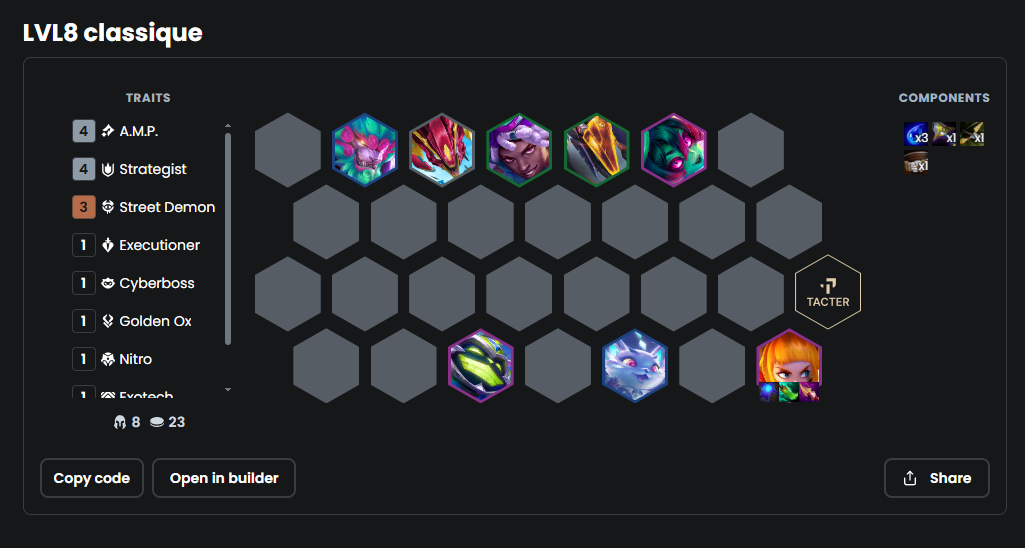 LVL8 classique
TRAITS
COMPONENTS
4 A.M.P.
4 Strategist
3 Street Demon
1 Executioner
1 Cyberboss
1 Golden Ox
1 Nitro
1 Exotech
8 23
x3 x1 x1
x1
TACTER
Copy code
Open in builder
Share